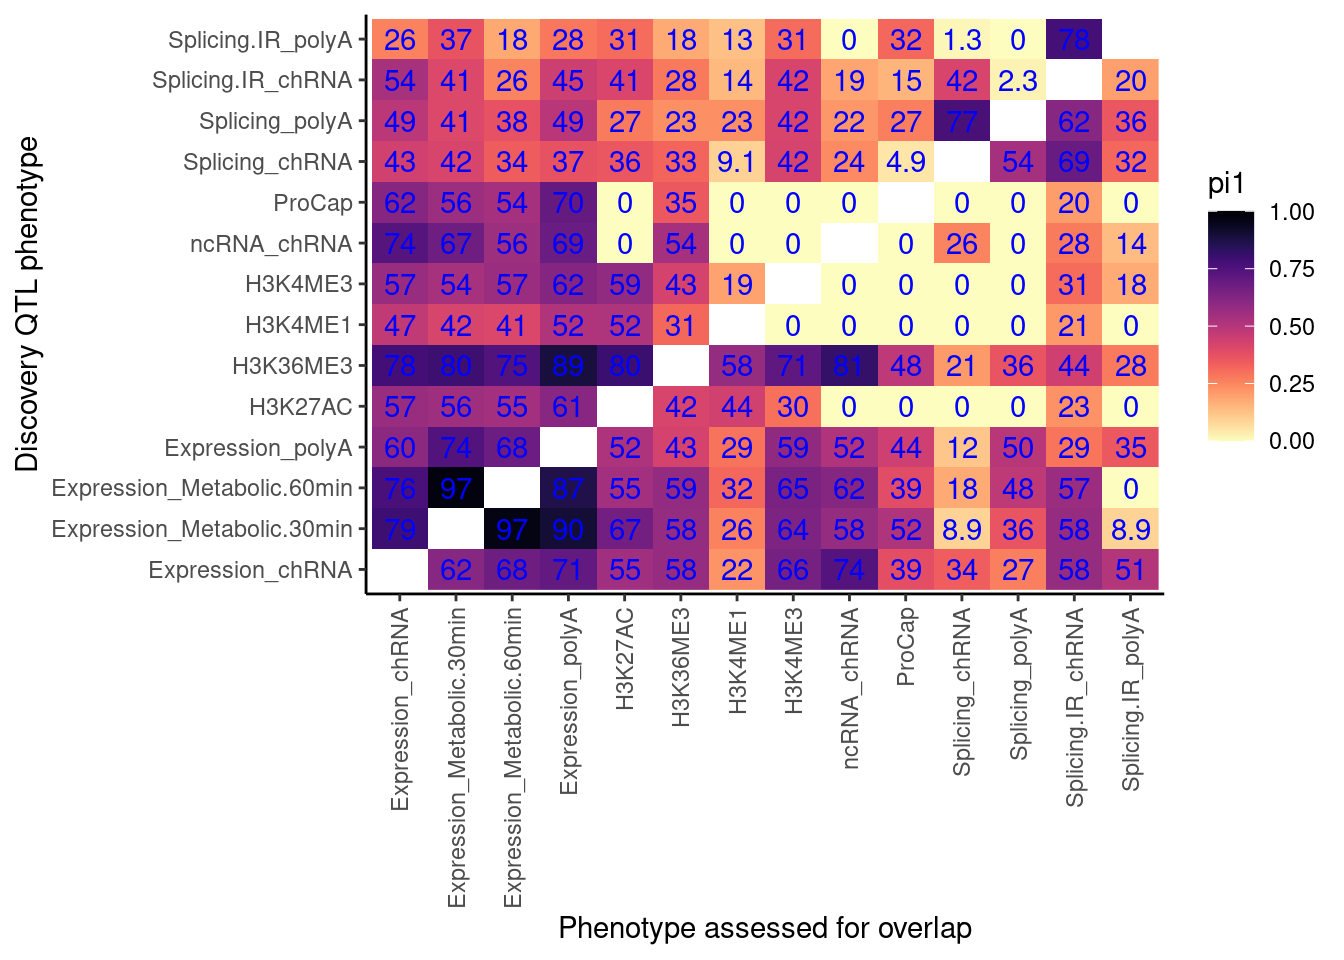 Splicing.IR_polyA 26 37 18 28 31 18 13 31 0 32 1.3 0 78
Splicing.IR_chRNA 54 41 26 45 41 28 14 42 19 15 42 2.3 20
Splicing_polyA 49 41 38 49 27 23 23 42 22 27 77 62 36
Splicing_chRNA 43 42 34 37 36 33 9.1 42 24 4.9 54 69 32
ProCap 62 56 54 70 0 35 0 0 0 0 0 20 0
ncRNA_chRNA 74 67 56 69 0 54 0 0 0 26 0 28 14
H3K4ME3 57 54 57 62 59 43 19 0 0 0 0 31 18
H3K4ME1 47 42 41 52 52 31 0 0 0 0 0 21 0
H3K36ME3 78 80 75 89 80 58 71 81 48 21 36 44 28
H3K27AC 57 56 55 61 42 44 30 0 0 0 0 23 0
Expression_polyA 60 74 68 52 43 29 59 52 44 12 50 29 35
Expression_Metabolic.60min 76 97 87 55 59 32 65 62 39 18 48 57 0
Expression_Metabolic.30min 79 97 90 67 58 26 64 58 52 8.9 36 58 8.9
Expression_chRNA 62 68 71 55 58 22 66 74 39 34 27 58 51
Discovery QTL phenotype
Expression_chRNA
Expression_Metabolic.30min
Expression_Metabolic.60min
Expression_polyA
H3K27AC
H3K36ME3
H3K4ME1
H3K4ME3
ncRNA_chRNA
ProCap
Splicing_chRNA
Splicing_polyA
Splicing.IR_chRNA
Splicing.IR_polyA
Phenotype assessed for overlap
pi1
1.00
0.75
0.50
0.25
0.00